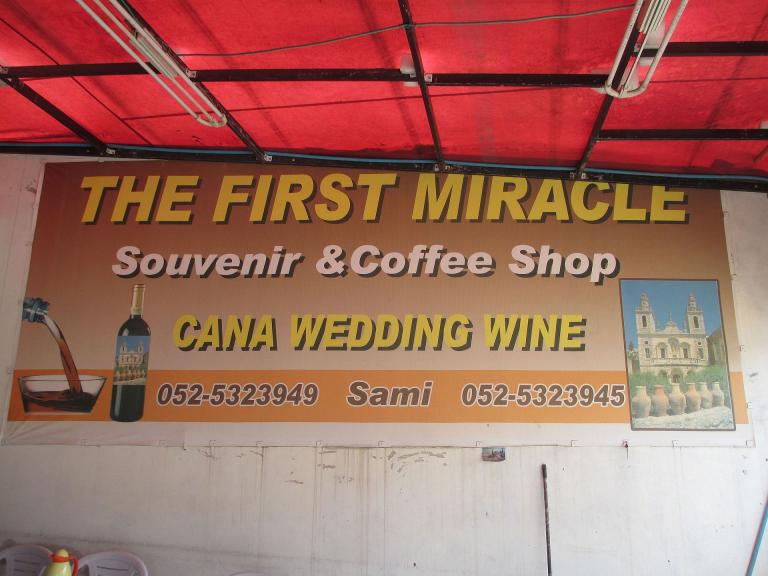 THE FIRST MIRACLE
Souvenir & Coffee Shop
CANA WEDDING WINE
052-5323949 Sami 052-5323945